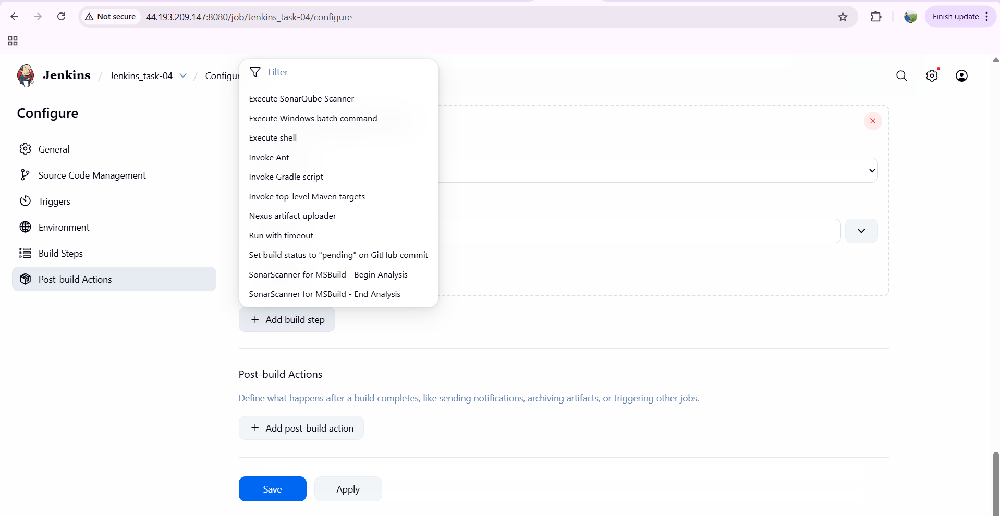 Not secure
44.193.209.147:8080/job/Jenkins_task-04/configure
Finish update
Jenkins / Jenkins_task-04 / Configur
Configure
General
Source Code Management
Triggers
Environment
Build Steps
Post-build Actions
Filter
Execute SonarQube Scanner
Execute Windows batch command
Execute shell
Invoke Ant
Invoke Gradle script
Invoke top-level Maven targets
Nexus artifact uploader
Run with timeout
Set build status to "pending" on GitHub commit
SonarScanner for MSBuild - Begin Analysis
SonarScanner for MSBuild - End Analysis
+ Add build step
Post-build Actions
Define what happens after a build completes, like sending notifications, archiving artifacts, or triggering other jobs.
+ Add post-build action
Save
Apply